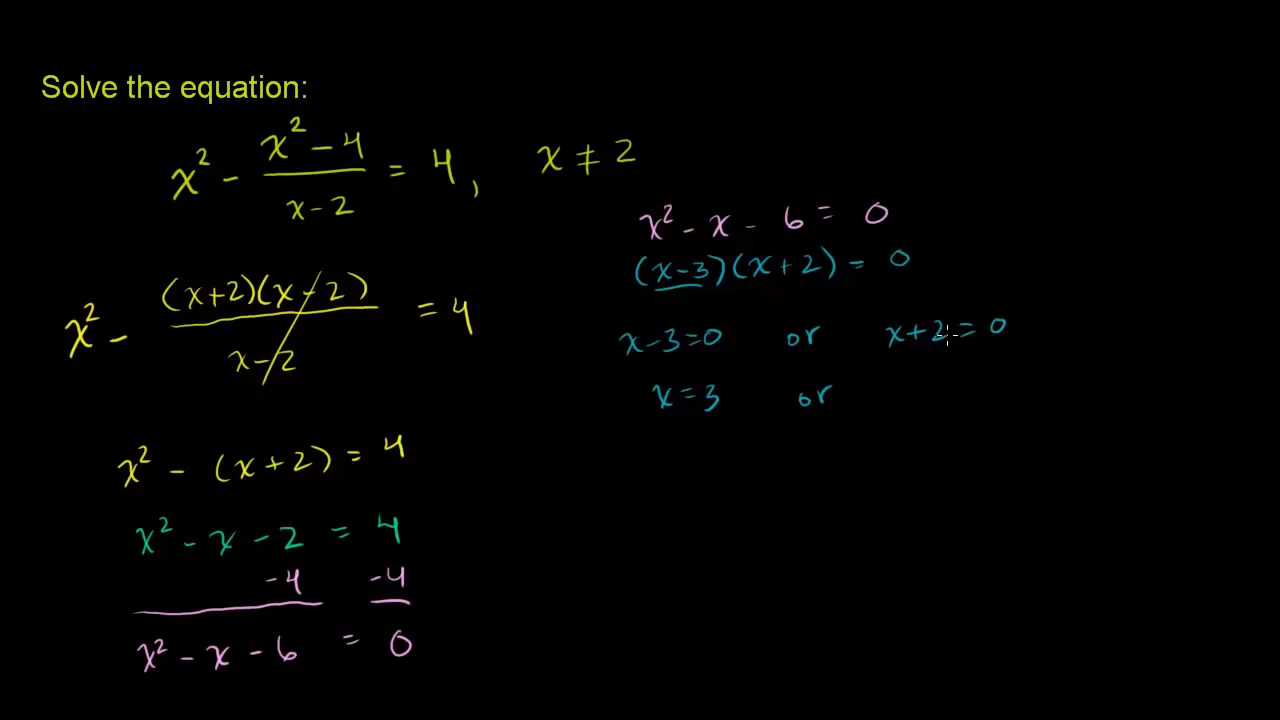 Solve the equation:
x² - (x² - 4)/(x - 2) = 4, x ≠ 2
x² - (x+2)(x-2)/(x-2) = 4
x² - (x+2) = 4
x² - x - 2 = 4
-4 -4
x² - x - 6 = 0
x² - x - 6 = 0
(x-3)(x+2) = 0
x-3=0 or x+2=0
x=3 or